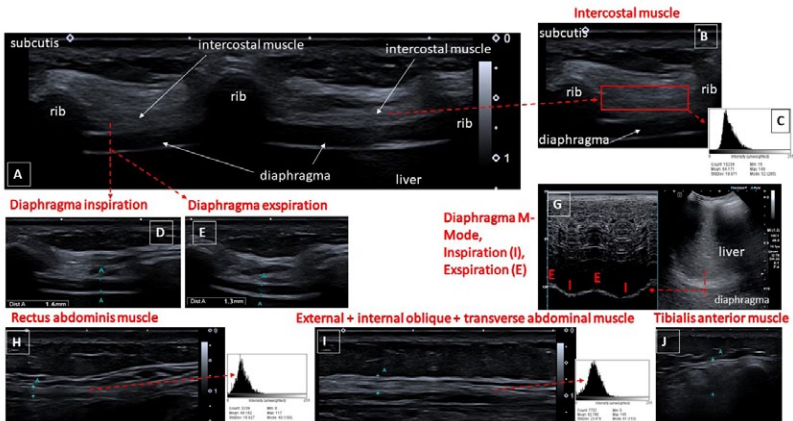 Intercostal muscle
subcutis
intercostal muscle
intercostal muscle
rib
rib
rib
diaphragma
liver
A
0
1
subcutis
B
rib
rib
diaphragma
C
Diaphragma inspiration
Diaphragma exspiration
D
Dist A 1.6mm
E
Dist A 1.3mm
Diaphragma M-
Mode,
Inspiration (I),
Exspiration (E)
G
E
I
E
I
liver
diaphragma
Rectus abdominis muscle
External + internal oblique + transverse abdominal muscle
Tibialis anterior muscle
H
I
J